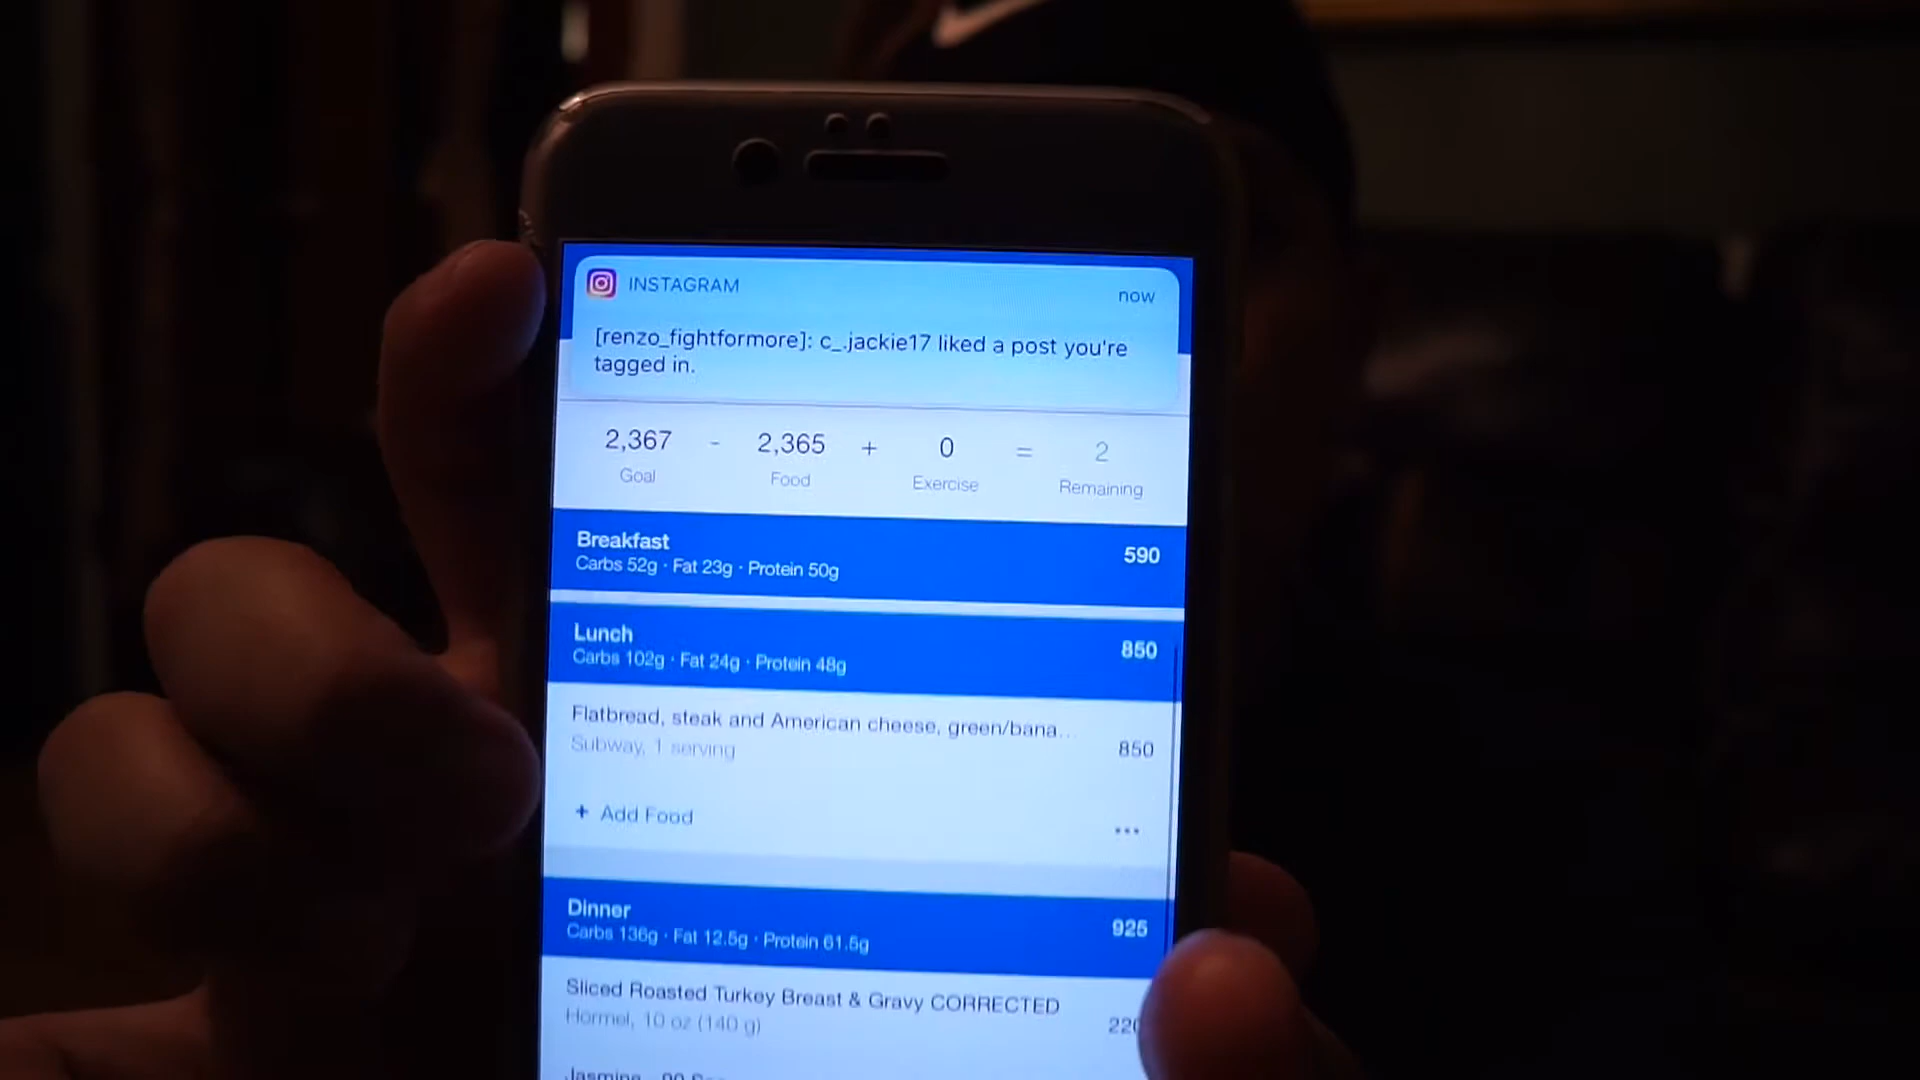 INSTAGRAM now
[renzo_fightformore]: c_.jackie17 liked a post you're
tagged in.
2,367 - 2,365 + 0 = 2
Goal Food Exercise Remaining
Breakfast 590
Carbs 52g · Fat 23g · Protein 50g
Lunch 850
Carbs 102g · Fat 24g · Protein 48g
Flatbread, steak and American cheese, green/bana...
850
Subway, 1 serving
+ Add Food ...
Dinner 925
Carbs 136g · Fat 12.5g · Protein 61.5g
Sliced Roasted Turkey Breast & Gravy CORRECTED
Hormel, 10 oz (140 g)
Jasmine